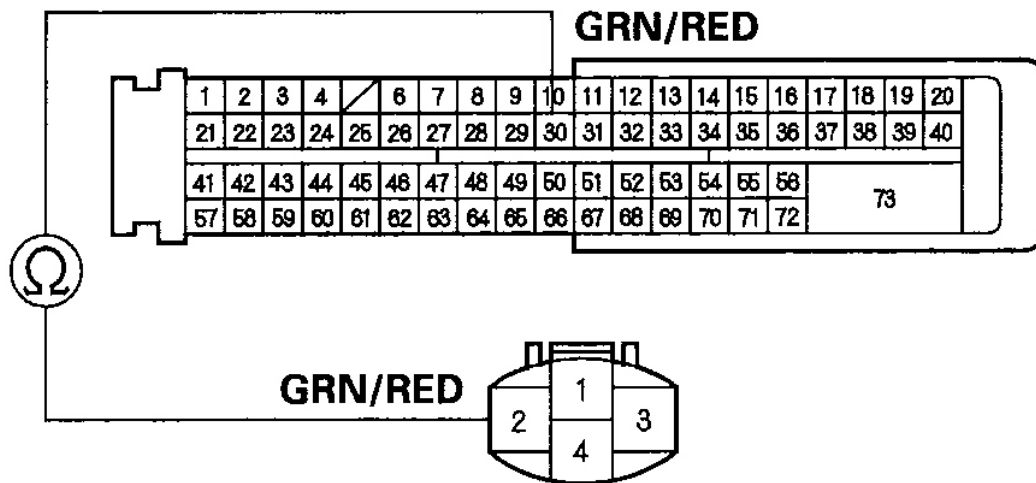 GRN/RED
1 2 3 4 6 7 8 9 10 11 12 13 14 15 16 17 18 19 20
21 22 23 24 25 26 27 28 29 30 31 32 33 34 35 36 37 38 39 40
41 42 43 44 45 46 47 48 49 50 51 52 53 54 55 56
73
57 58 59 60 61 62 63 64 65 66 67 68 69 70 71 72
Ω
1
GRN/RED
2 3
4